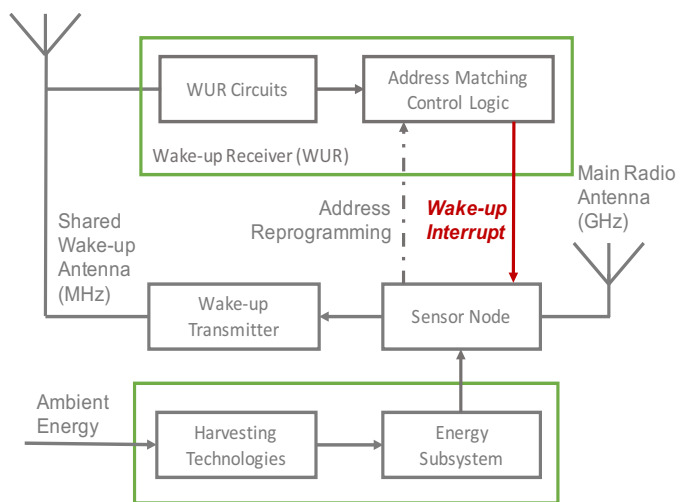 WUR Circuits
Address Matching
Control Logic
Wake-up Receiver (WUR)
Main Radio
Antenna
(GHz)
Shared
Wake-up
Antenna
(MHz)
Address
Reprogramming
Wake-up
Interrupt
Wake-up
Transmitter
Sensor Node
Ambient
Energy
Harvesting
Technologies
Energy
Subsystem